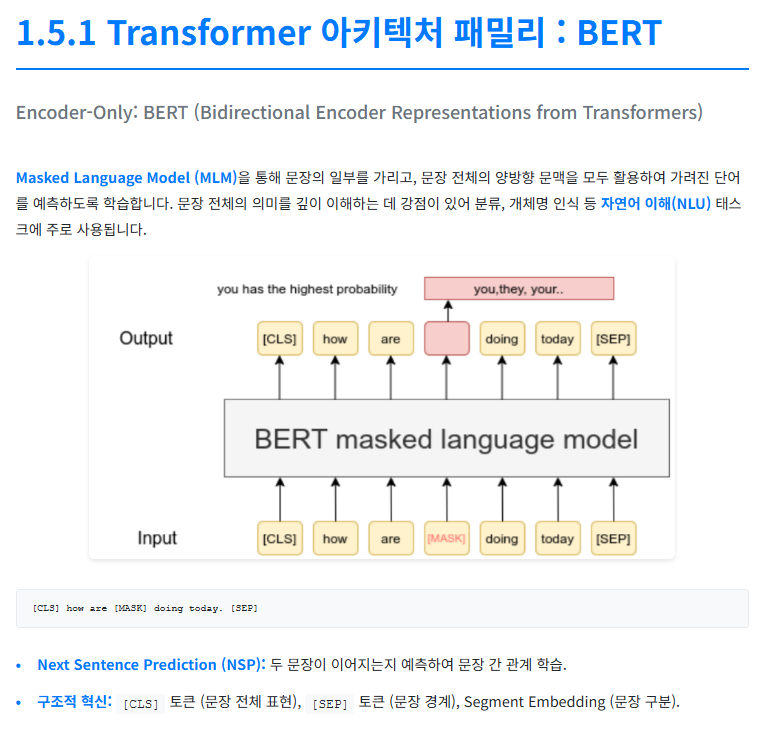 1.5.1 Transformer 아키텍처 패밀리 : BERT
Encoder-Only: BERT (Bidirectional Encoder Representations from Transformers)
Masked Language Model (MLM)을 통해 문장의 일부를 가리고, 문장 전체의 양방향 문맥을 모두 활용하여 가려진 단어
를 예측하도록 학습합니다. 문장 전체의 의미를 깊이 이해하는 데 강점이 있어 분류, 개체명 인식 등 자연어 이해(NLU) 태스
크에 주로 사용됩니다.
you has the highest probability you,they, your..
Output [CLS] how are doing today [SEP]
BERT masked language model
Input [CLS] how are [MASK] doing today [SEP]
[CLS] how are [MASK] doing today. [SEP]
• Next Sentence Prediction (NSP): 두 문장이 이어지는지 예측하여 문장 간 관계 학습.
• 구조적 혁신: [CLS] 토큰 (문장 전체 표현), [SEP] 토큰 (문장 경계), Segment Embedding (문장 구분).